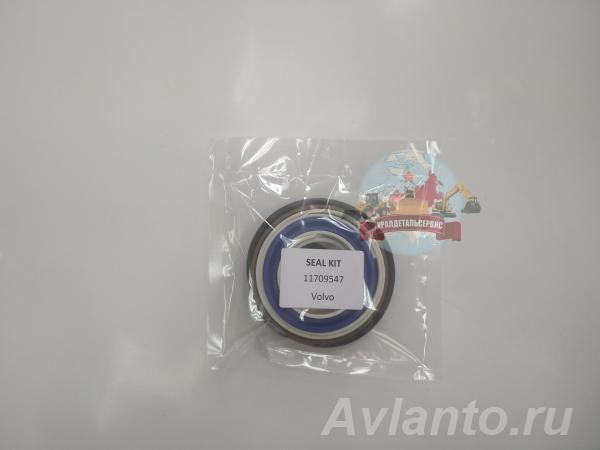 УРАЛДЕТАЛЬСЕРВИС
SEAL KIT
11709547
Volvo
Avlanto.ru